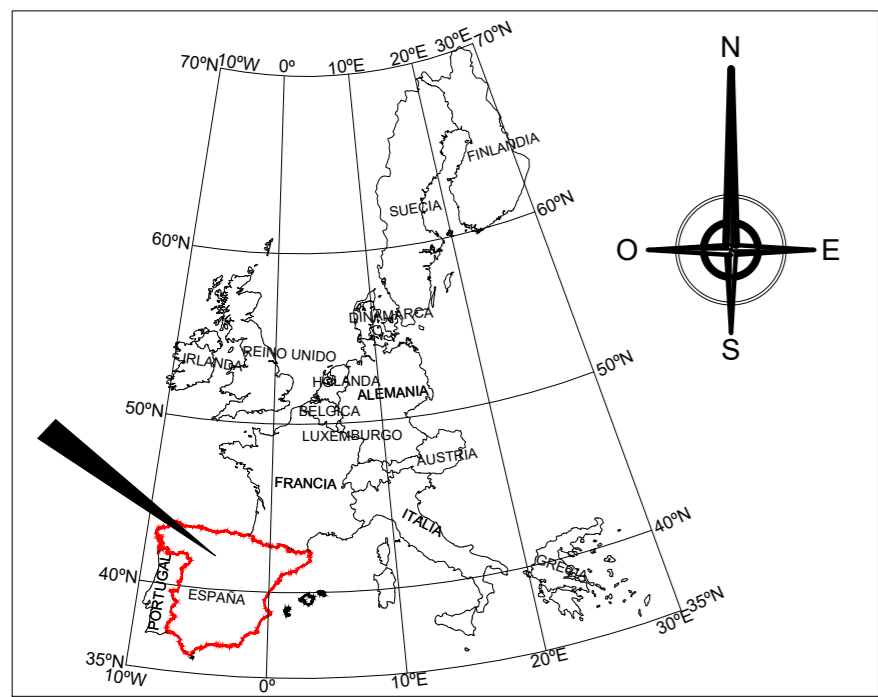 70ºN
10ºW
0º
10ºE
20ºE
30ºE
70ºN
N
FINLANDIA
SUECIA
60ºN
60ºN
O
E
DINAMARCA
S
IRLANDA
REINO UNIDO
50ºN
HOLANDA
ALEMANIA
50ºN
BELGICA
LUXEMBURGO
AUSTRIA
FRANCIA
ITALIA
40ºN
GRECIA
40ºN
ESPAÑA
PORTUGAL
35ºN
35ºN
30ºE
10ºW
0º
10ºE
20ºE